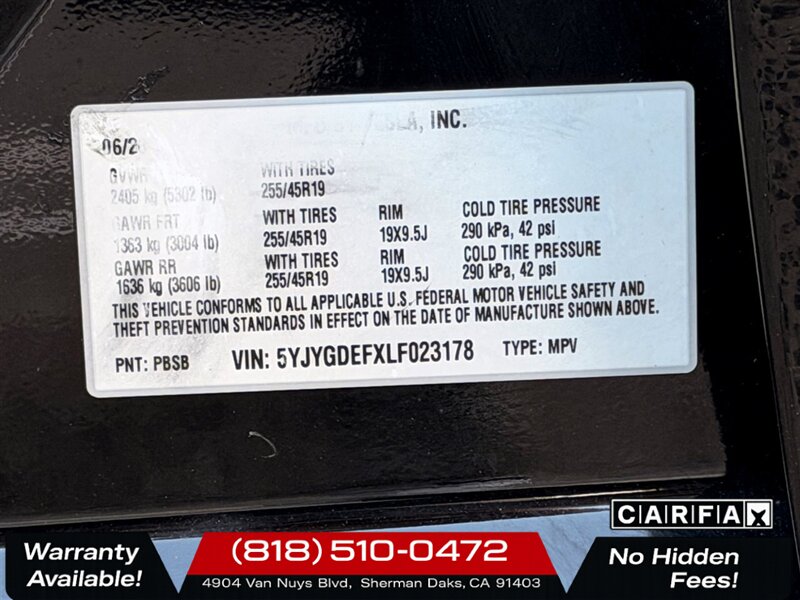 INC.
06/2
GVWR WITH TIRES
2405 kg (5302 lb) 255/45R19
GAWR FRT WITH TIRES RIM COLD TIRE PRESSURE
1363 kg (3004 lb) 255/45R19 19X9.5J 290 kPa, 42 psi
GAWR RR WITH TIRES RIM COLD TIRE PRESSURE
1636 kg (3606 lb) 255/45R19 19X9.5J 290 kPa, 42 psi
THIS VEHICLE CONFORMS TO ALL APPLICABLE U.S. FEDERAL MOTOR VEHICLE SAFETY AND
THEFT PREVENTION STANDARDS IN EFFECT ON THE DATE OF MANUFACTURE SHOWN ABOVE.
PNT: PBSB VIN: 5YJYGDEFXLF023178 TYPE: MPV
CARFAX
Warranty
Available!
(818) 510-0472
4904 Van Nuys Blvd, Sherman Oaks, CA 91403
No Hidden
Fees!